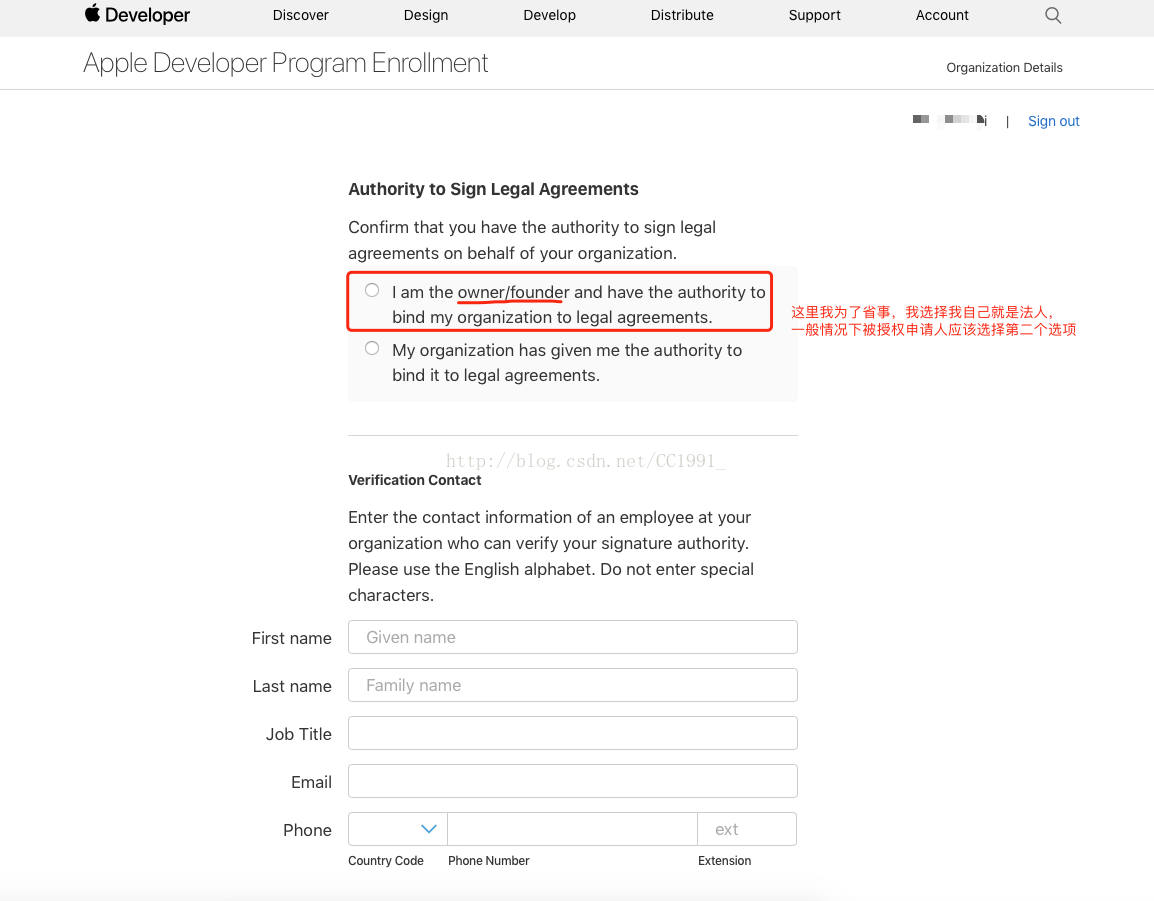 Developer
Discover
Design
Develop
Distribute
Support
Account
Apple Developer Program Enrollment
Organization Details
| Sign out
Authority to Sign Legal Agreements
Confirm that you have the authority to sign legal
agreements on behalf of your organization.
I am the owner/founder and have the authority to
bind my organization to legal agreements.
这里我为了省事，我选择我自己就是法人，
一般情况下被授权申请人应该选择第二个选项
My organization has given me the authority to
bind it to legal agreements.
http://blog.csdn.net/CC1991_
Verification Contact
Enter the contact information of an employee at your
organization who can verify your signature authority.
Please use the English alphabet. Do not enter special
characters.
First name
Given name
Last name
Family name
Job Title
Email
Phone
ext
Country Code
Phone Number
Extension